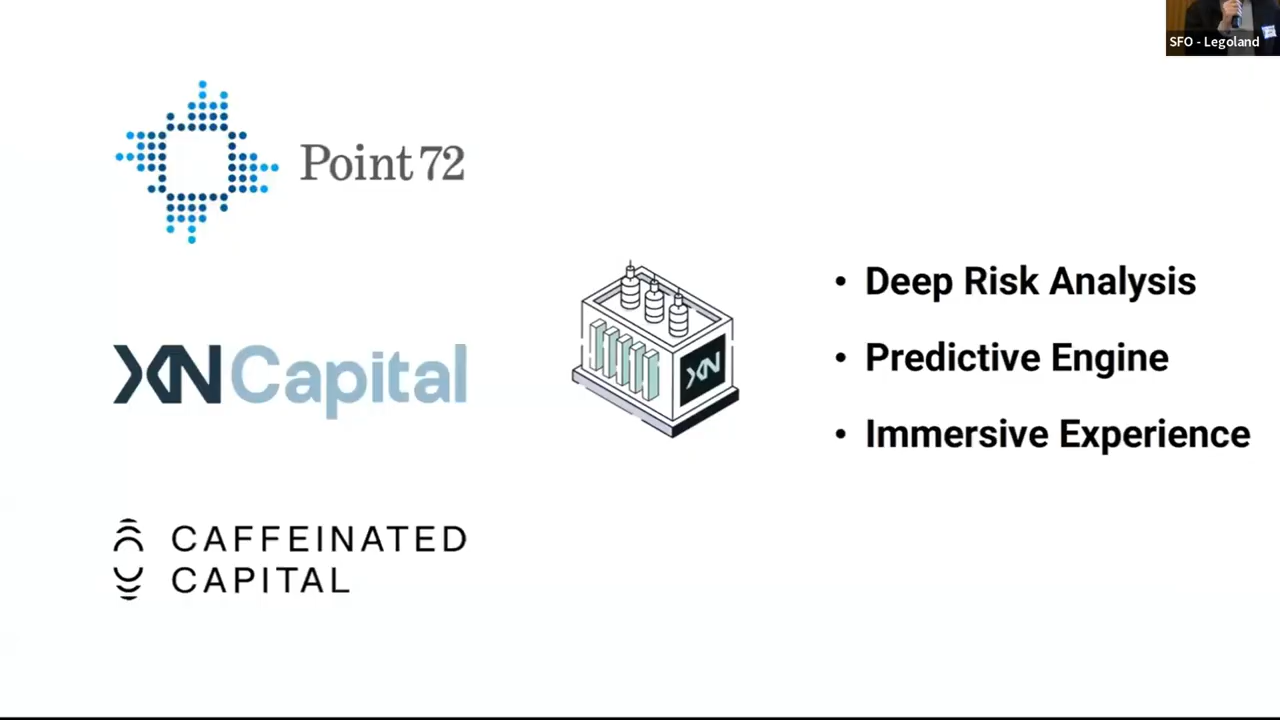 SFO - Legoland
Point 72
XN Capital
XN
• Deep Risk Analysis
• Predictive Engine
• Immersive Experience
CAFFEINATED
CAPITAL